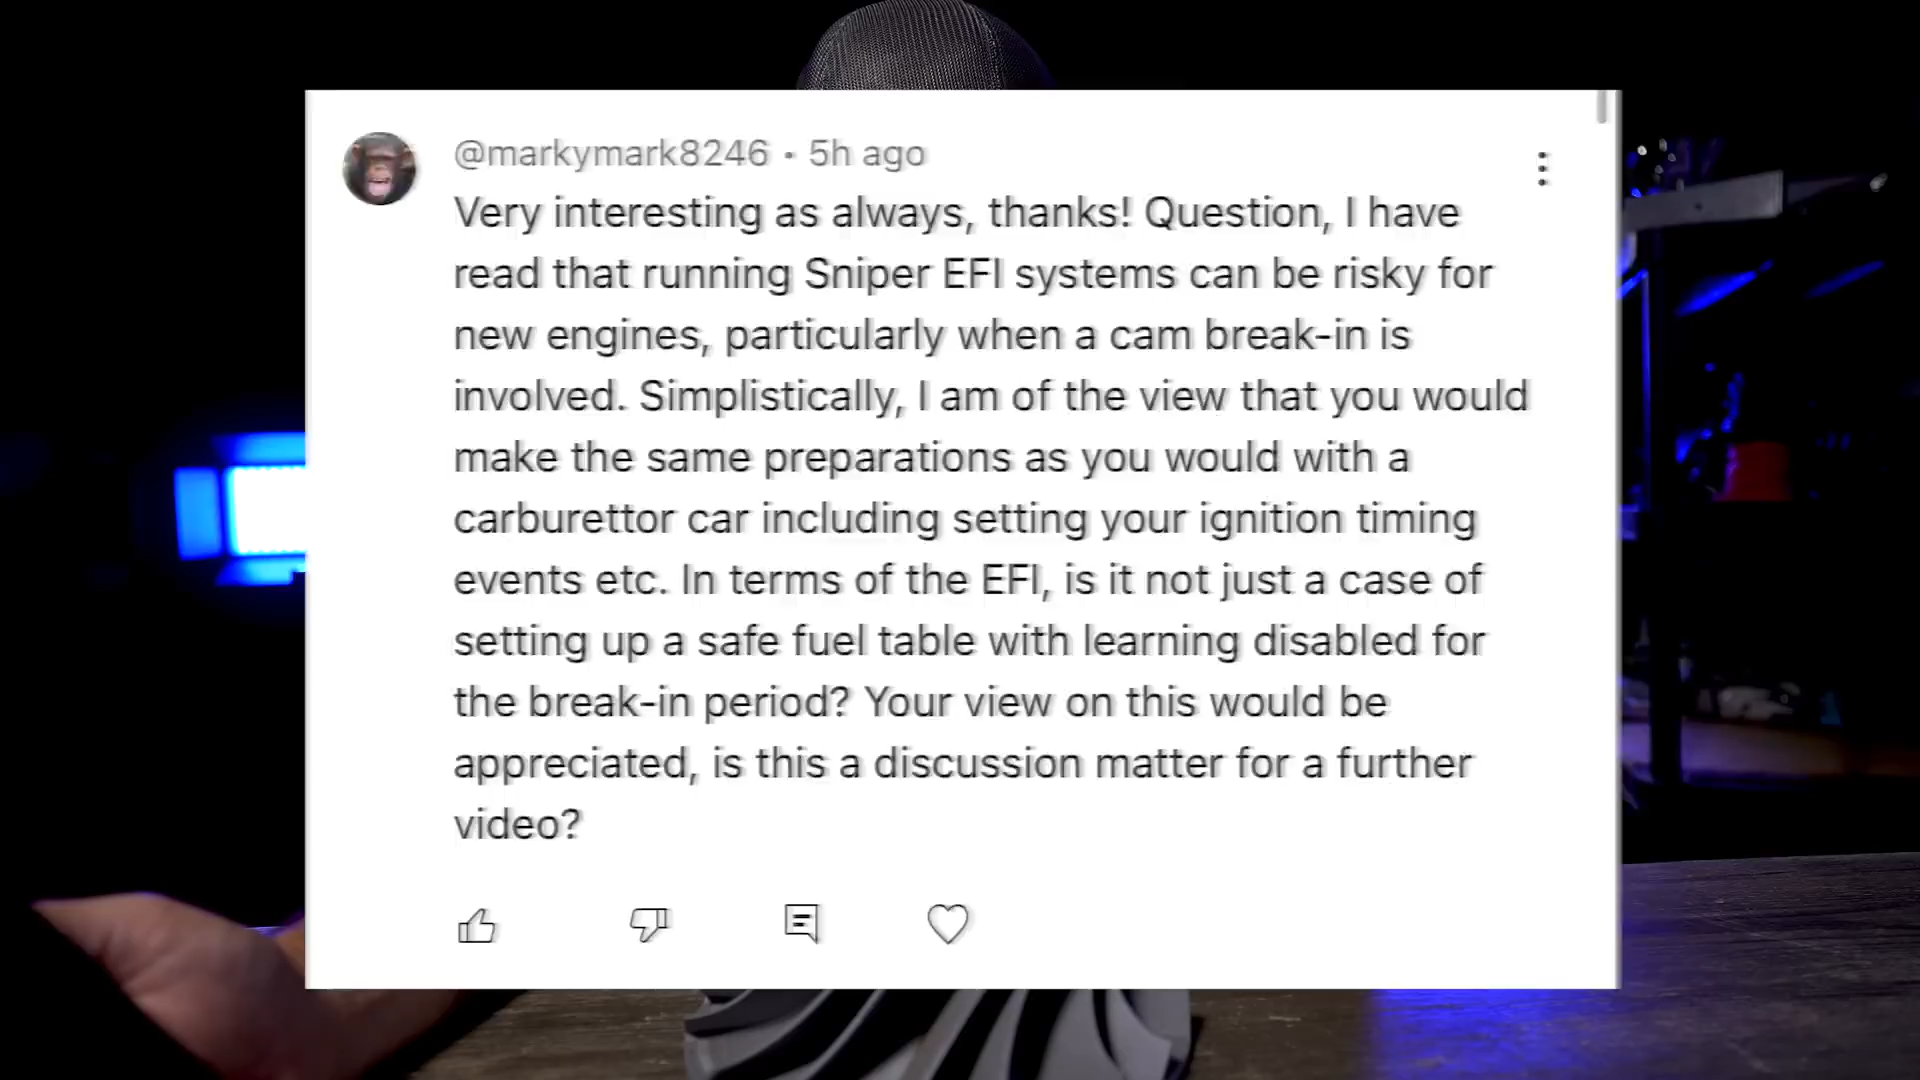 @markymark8246 • 5h ago
Very interesting as always, thanks! Question, I have
read that running Sniper EFI systems can be risky for
new engines, particularly when a cam break-in is
involved. Simplistically, I am of the view that you would
make the same preparations as you would with a
carburettor car including setting your ignition timing
events etc. In terms of the EFI, is it not just a case of
setting up a safe fuel table with learning disabled for
the break-in period? Your view on this would be
appreciated, is this a discussion matter for a further
video?